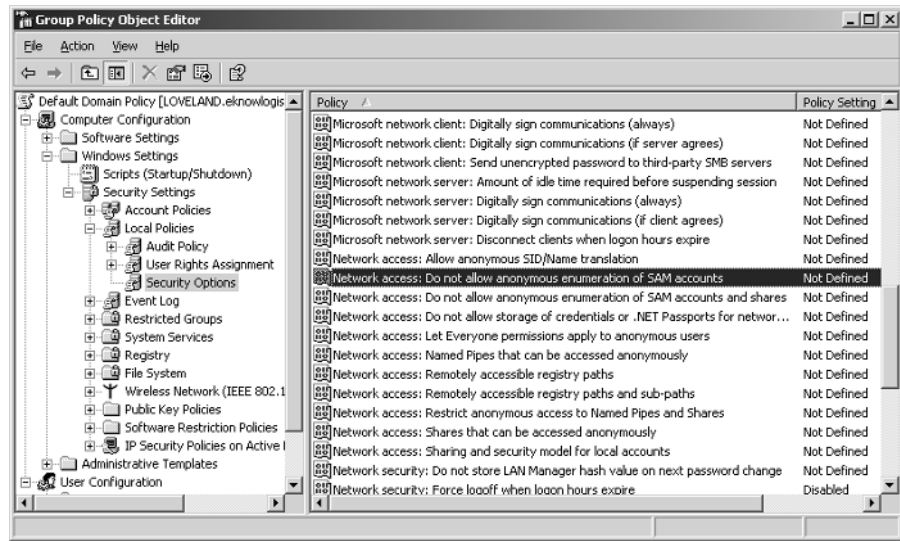 Group Policy Object Editor
File Action View Help
Default Domain Policy [LOVELAND.eknowlogis
Computer Configuration
Software Settings
Windows Settings
Scripts (Startup/Shutdown)
Security Settings
Account Policies
Local Policies
Audit Policy
User Rights Assignment
Security Options
Event Log
Restricted Groups
System Services
Registry
File System
Wireless Network (IEEE 802.1
Public Key Policies
Software Restriction Policies
IP Security Policies on Active
Administrative Templates
User Configuration
Policy Policy Setting
Microsoft network client: Digitally sign communications (always) Not Defined
Microsoft network client: Digitally sign communications (if server agrees) Not Defined
Microsoft network client: Send unencrypted password to third-party SMB servers Not Defined
Microsoft network server: Amount of idle time required before suspending session Not Defined
Microsoft network server: Digitally sign communications (always) Not Defined
Microsoft network server: Digitally sign communications (if client agrees) Not Defined
Microsoft network server: Disconnect clients when logon hours expire Not Defined
Network access: Allow anonymous SID/Name translation Not Defined
Network access: Do not allow anonymous enumeration of SAM accounts Not Defined
Network access: Do not allow anonymous enumeration of SAM accounts and shares Not Defined
Network access: Do not allow storage of credentials or .NET Passports for networ... Not Defined
Network access: Let Everyone permissions apply to anonymous users Not Defined
Network access: Named Pipes that can be accessed anonymously Not Defined
Network access: Remotely accessible registry paths Not Defined
Network access: Remotely accessible registry paths and sub-paths Not Defined
Network access: Restrict anonymous access to Named Pipes and Shares Not Defined
Network access: Shares that can be accessed anonymously Not Defined
Network access: Sharing and security model for local accounts Not Defined
Network security: Do not store LAN Manager hash value on next password change Not Defined
Network security: Force logoff when logon hours expire Disabled